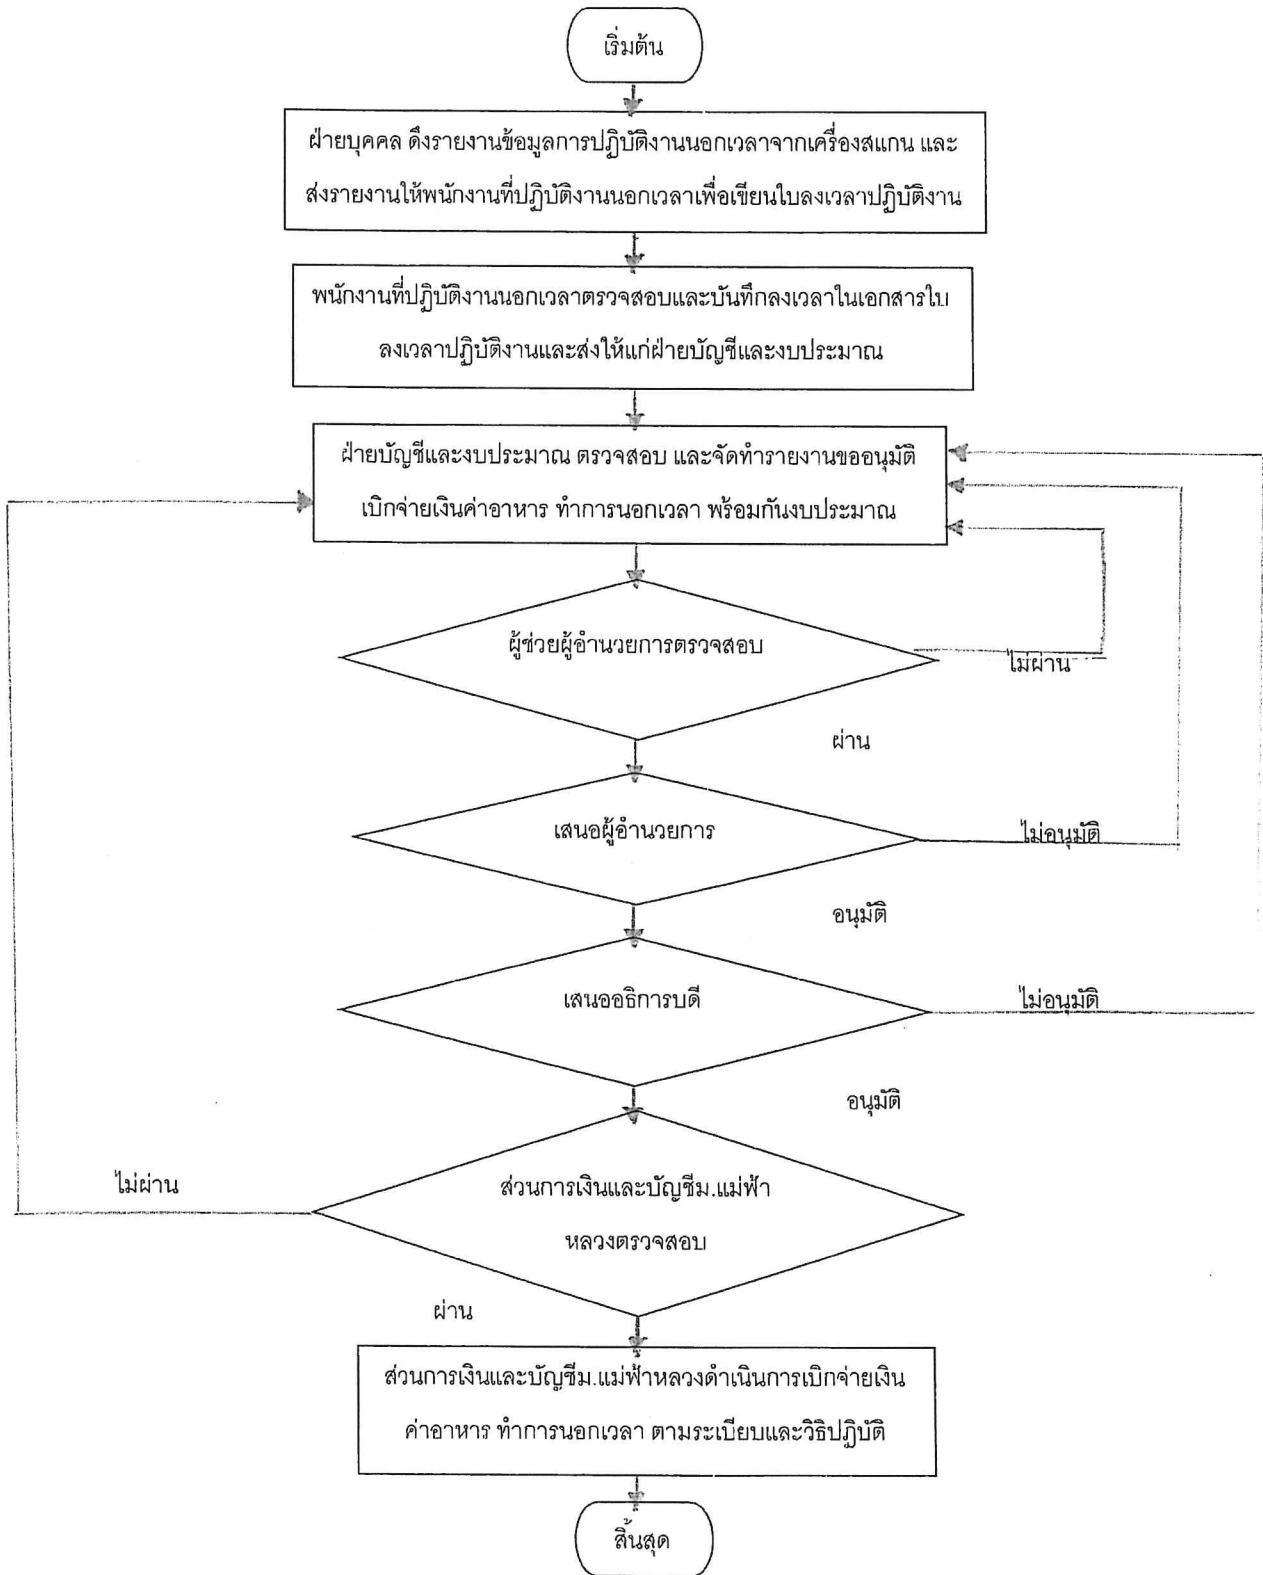 เริ่มต้น
ฝ่ายบุคคล ดึงรายงานข้อมูลการปฏิบัติงานนอกเวลาจากเครื่องสแกน และ
ส่งรายงานให้พนักงานที่ปฏิบัติงานนอกเวลาเพื่อเขียนใบลงเวลาปฏิบัติงาน
พนักงานที่ปฏิบัติงานนอกเวลาตรวจสอบและบันทึกลงเวลาในเอกสารใบ
ลงเวลาปฏิบัติงานและส่งให้แก่ฝ่ายบัญชีและงบประมาณ
ฝ่ายบัญชีและงบประมาณ ตรวจสอบ และจัดทำรายงานขออนุมัติ
เบิกจ่ายเงินค่าอาหาร ทำการนอกเวลา พร้อมกันงบประมาณ
ผู้ช่วยผู้อำนวยการตรวจสอบ
ไม่ผ่าน
ผ่าน
เสนอผู้อำนวยการ
ไม่อนุมัติ
อนุมัติ
เสนออธิการบดี
ไม่อนุมัติ
อนุมัติ
ไม่ผ่าน
ส่วนการเงินและบัญชีม.แม่ฟ้า
หลวงตรวจสอบ
ผ่าน
ส่วนการเงินและบัญชีม.แม่ฟ้าหลวงดำเนินการเบิกจ่ายเงิน
ค่าอาหาร ทำการนอกเวลา ตามระเบียบและวิธิปฏิบัติ
สิ้นสุด